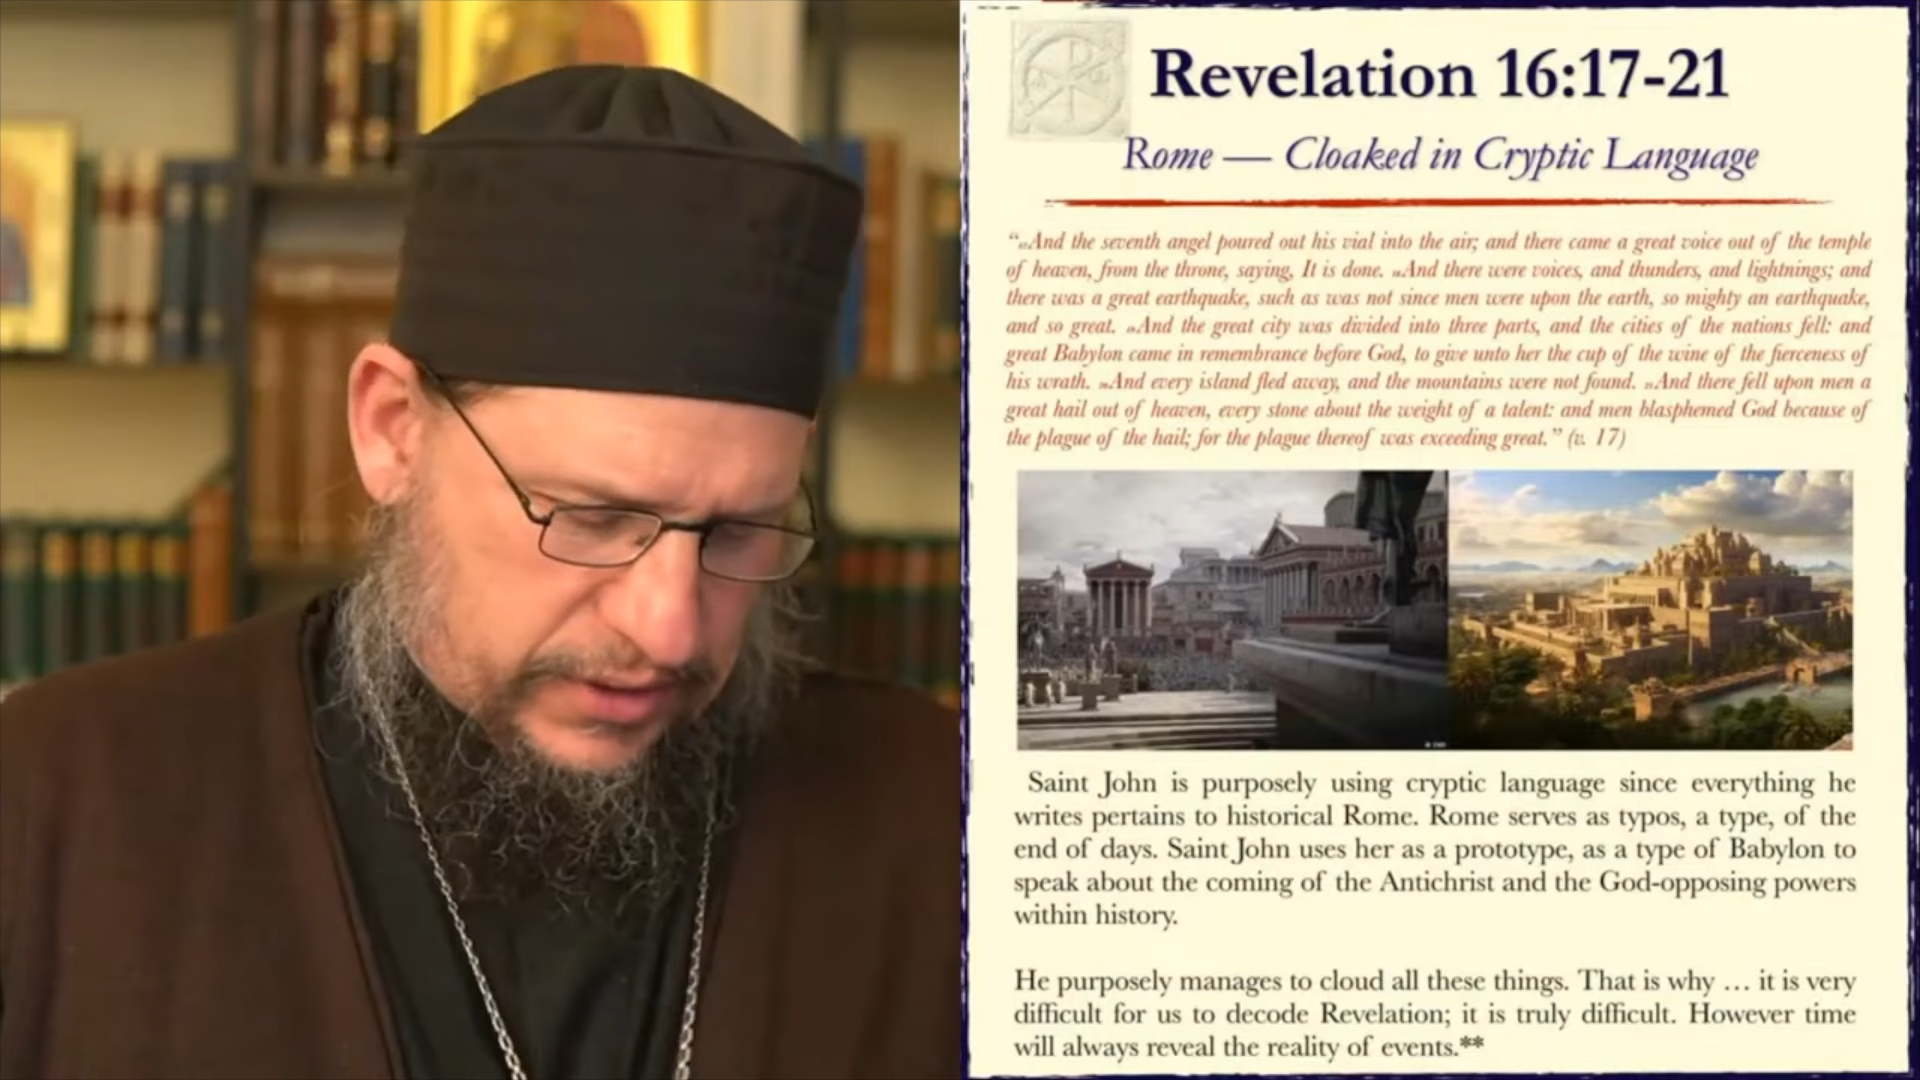 Revelation 16:17-21
Rome — Cloaked in Cryptic Language
“And the seventh angel poured out his vial into the air; and there came a great voice out of the temple
of heaven, from the throne, saying, It is done. And there were voices, and thunders, and lightnings; and
there was a great earthquake, such as was not since men were upon the earth, so mighty an earthquake,
and so great. And the great city was divided into three parts, and the cities of the nations fell: and
great Babylon came in remembrance before God, to give unto her the cup of the wine of the fierceness of
his wrath. And every island fled away, and the mountains were not found. And there fell upon men a
great hail out of heaven, every stone about the weight of a talent: and men blasphemed God because of
the plague of the hail; for the plague thereof was exceeding great.” (v. 17)
Saint John is purposely using cryptic language since everything he
writes pertains to historical Rome. Rome serves as typos, a type, of the
end of days. Saint John uses her as a prototype, as a type of Babylon to
speak about the coming of the Antichrist and the God-opposing powers
within history.
He purposely manages to cloud all these things. That is why … it is very
difficult for us to decode Revelation; it is truly difficult. However time
will always reveal the reality of events.**